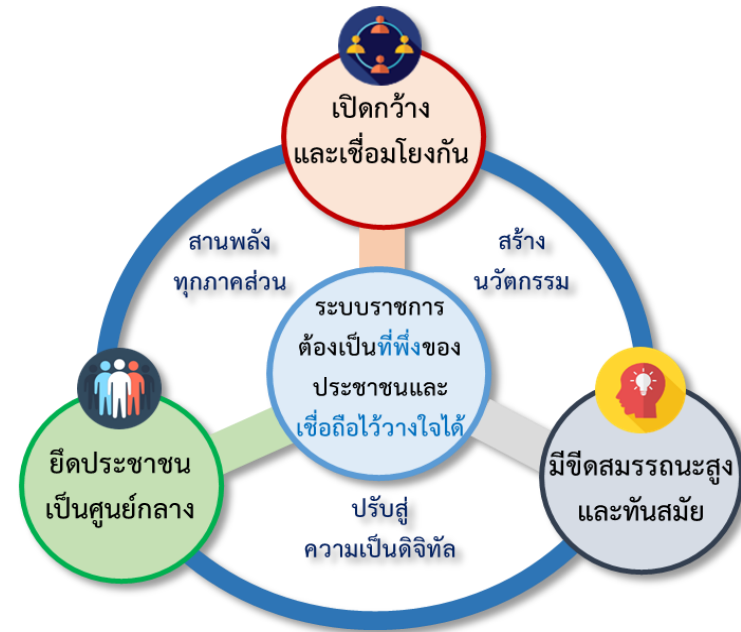 เปิดกว้าง
และเชื่อมโยงกัน
สานพลัง
ทุกภาคส่วน
สร้าง
นวัตกรรม
ระบบราชการ
ต้องเป็นที่พึ่งของ
ประชาชนและ
เชื่อถือไว้วางใจได้
ยึดประชาชน
เป็นศูนย์กลาง
มีขีดสมรรถนะสูง
และทันสมัย
ปรับสู่
ความเป็นดิจิทัล